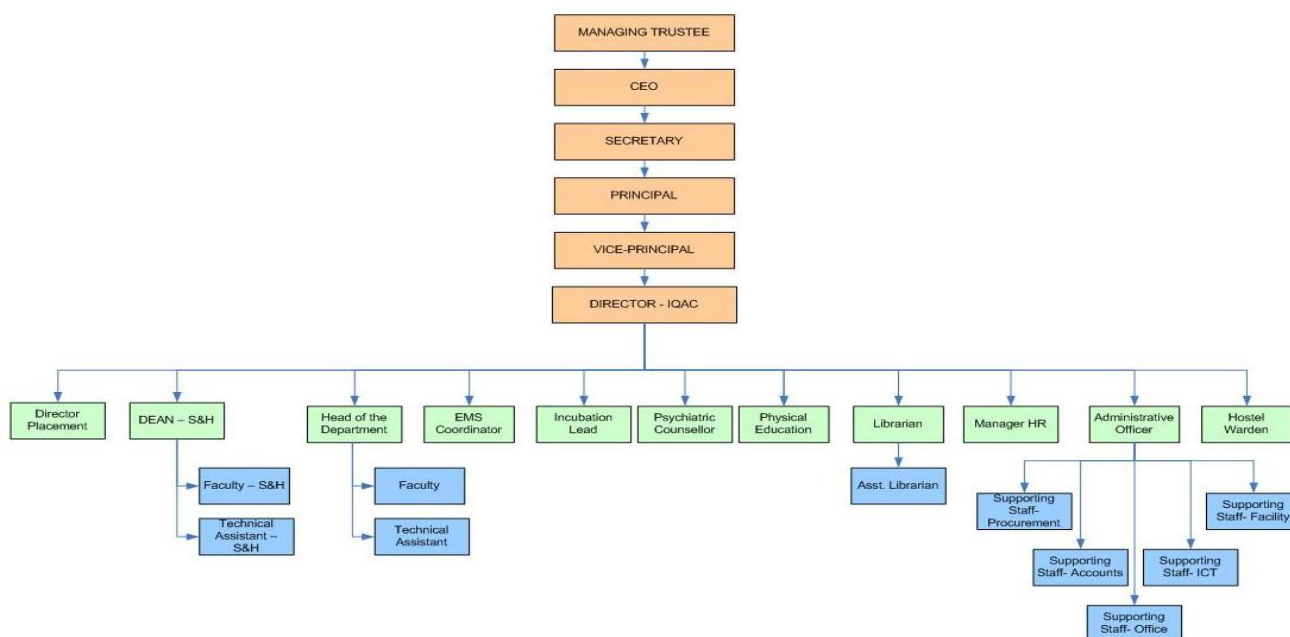 MANAGING TRUSTEE
CEO
SECRETARY
PRINCIPAL
VICE-PRINCIPAL
DIRECTOR - IQAC
Director
Placement
DEAN – S&H
Head of the
Department
EMS
Coordinator
Incubation
Lead
Psychiatric
Counsellor
Physical
Education
Librarian
Manager HR
Administrative
Officer
Hostel
Warden
Faculty – S&H
Faculty
Asst. Librarian
Supporting
Staff-
Procurement
Supporting
Staff- Facility
Technical
Assistant –
S&H
Technical
Assistant
Supporting
Staff- Accounts
Supporting
Staff- ICT
Supporting
Staff- Office